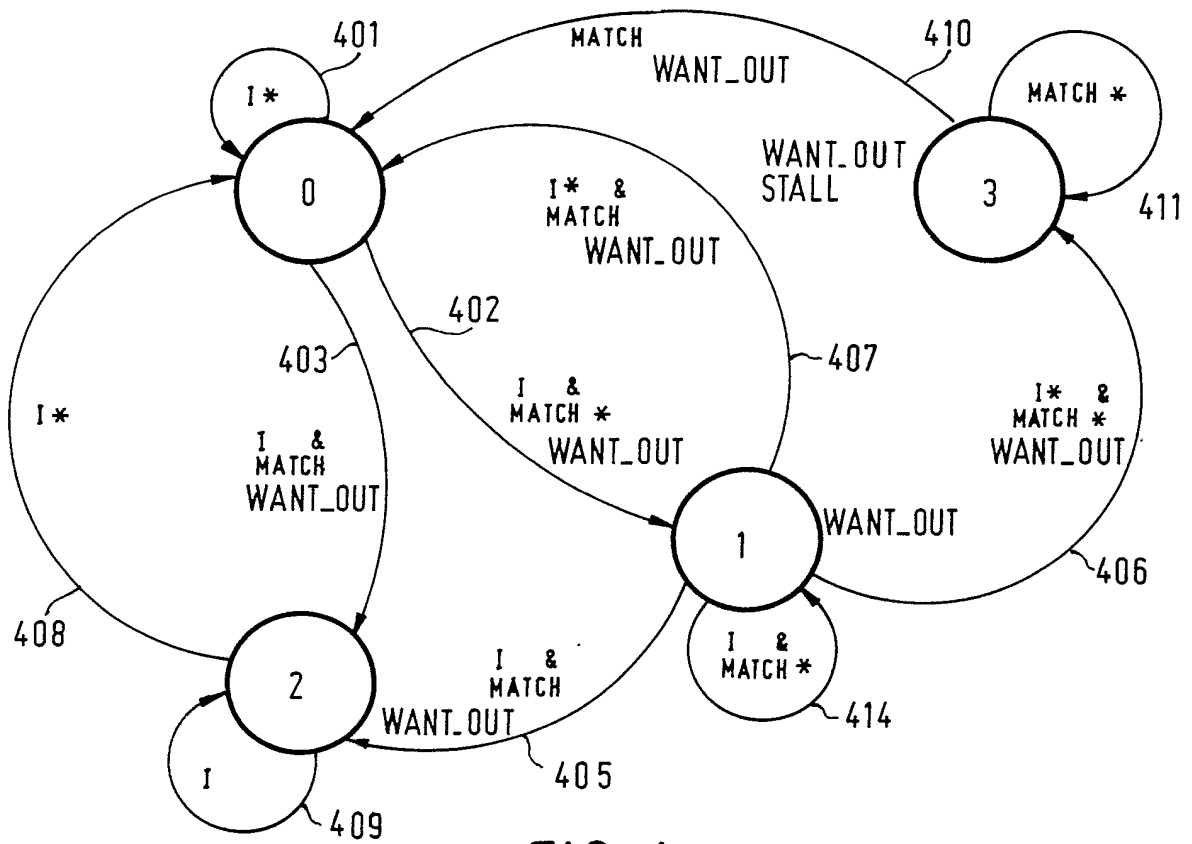 401
I *
0
MATCH
WANT_OUT
410
MATCH *
WANT_OUT
STALL
3
411
I* &
MATCH
WANT_OUT
402
403
407
I *
I &
MATCH *
WANT_OUT
I* &
MATCH *
WANT_OUT
I &
MATCH
WANT_OUT
1
WANT_OUT
406
408
2
I &
MATCH
WANT_OUT
I &
MATCH *
414
405
I
409